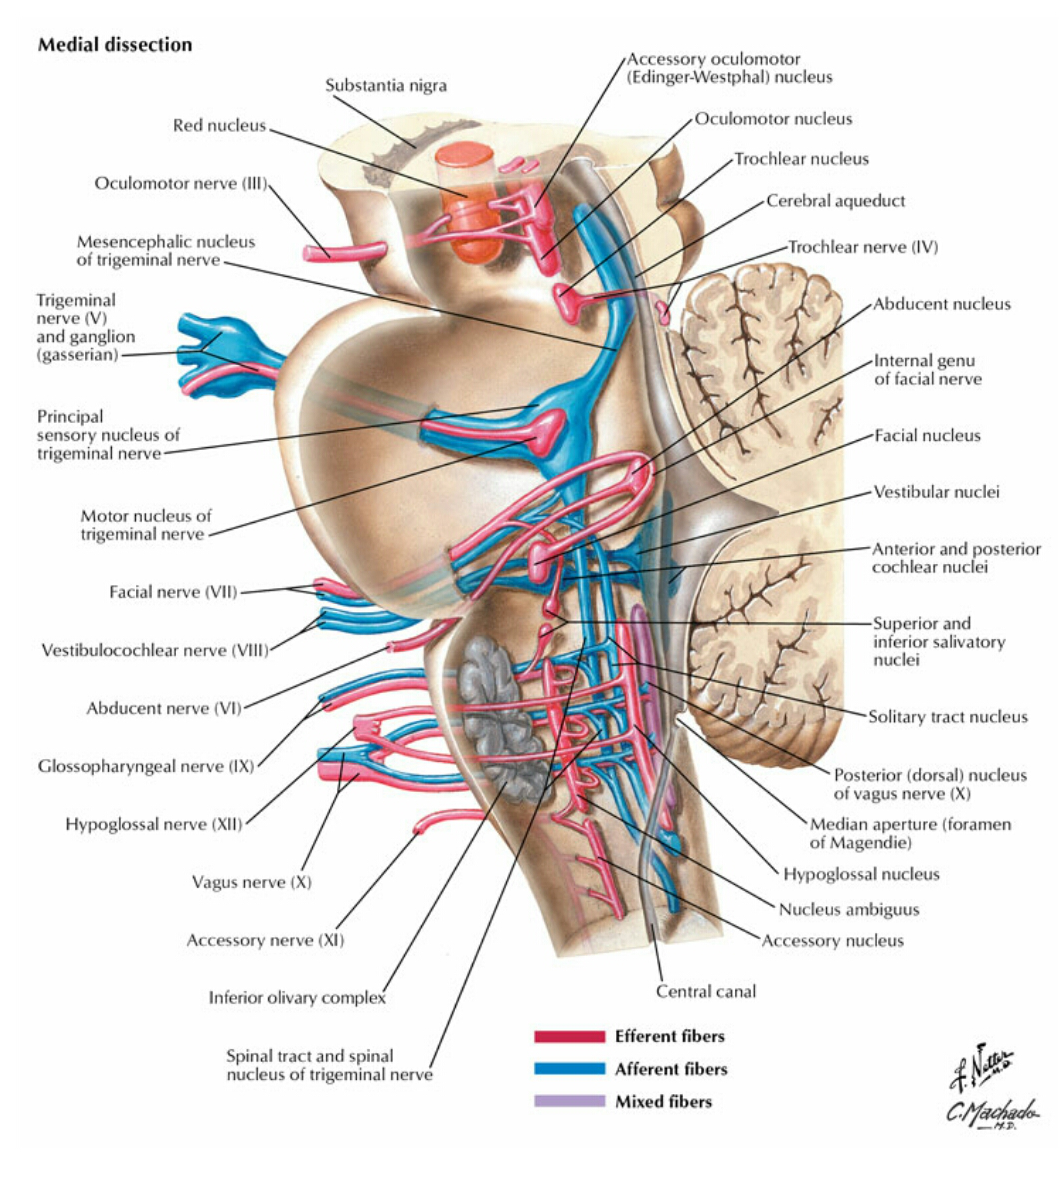 Medial dissection
Accessory oculomotor
(Edinger-Westphal) nucleus
Substantia nigra
Red nucleus
Oculomotor nucleus
Trochlear nucleus
Oculomotor nerve (III)
Cerebral aqueduct
Mesencephalic nucleus
of trigeminal nerve
Trochlear nerve (IV)
Trigeminal
nerve (V)
and ganglion
(gasserian)
Abducent nucleus
Internal genu
of facial nerve
Principal
sensory nucleus of
trigeminal nerve
Facial nucleus
Vestibular nuclei
Motor nucleus of
trigeminal nerve
Anterior and posterior
cochlear nuclei
Facial nerve (VII)
Superior and
inferior salivatory
nuclei
Vestibulocochlear nerve (VIII)
Abducent nerve (VI)
Solitary tract nucleus
Glossopharyngeal nerve (IX)
Posterior (dorsal) nucleus
of vagus nerve (X)
Hypoglossal nerve (XII)
Median aperture (foramen
of Magendie)
Vagus nerve (X)
Hypoglossal nucleus
Nucleus ambiguus
Accessory nerve (XI)
Accessory nucleus
Inferior olivary complex
Central canal
Spinal tract and spinal
nucleus of trigeminal nerve
Efferent fibers
Afferent fibers
Mixed fibers
F. Netter
M.D.
C. Machado
M.D.